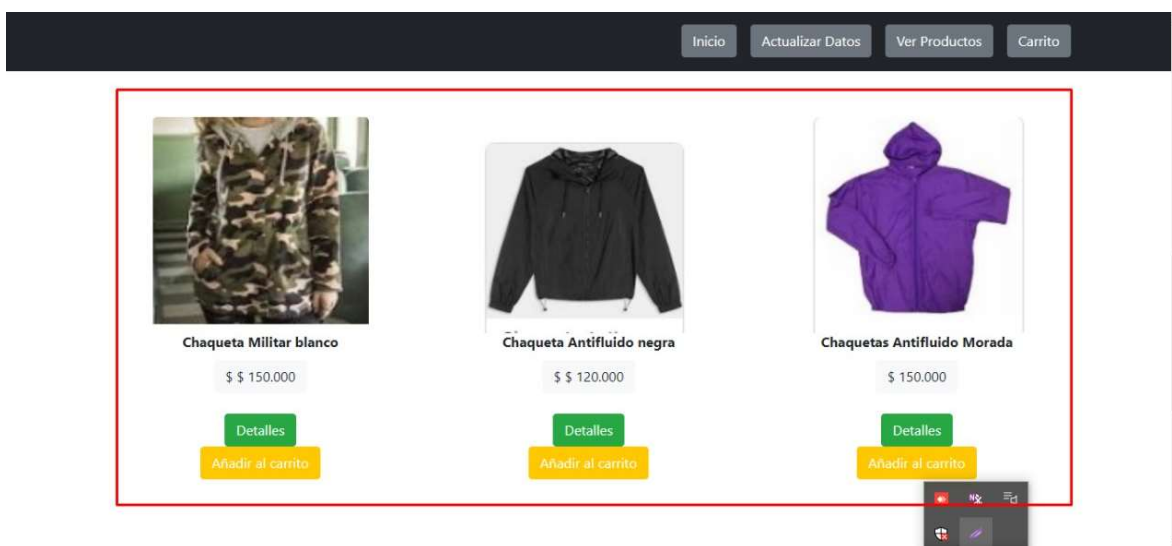 Inicio Actualizar Datos Ver Productos Carrito
Chaqueta Militar blanco
Chaqueta Antifluido negra
Chaquetas Antifluido Morada
$ $ 150.000
$ $ 120.000
$ 150.000
Detalles
Detalles
Detalles
Añadir al carrito
Añadir al carrito
Añadir al carrito